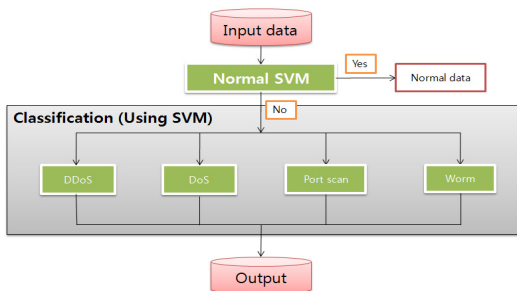 Input data
Yes
Normal SVM
Normal data
No
Classification (Using SVM)
DDoS
DoS
Port scan
Worm
Output